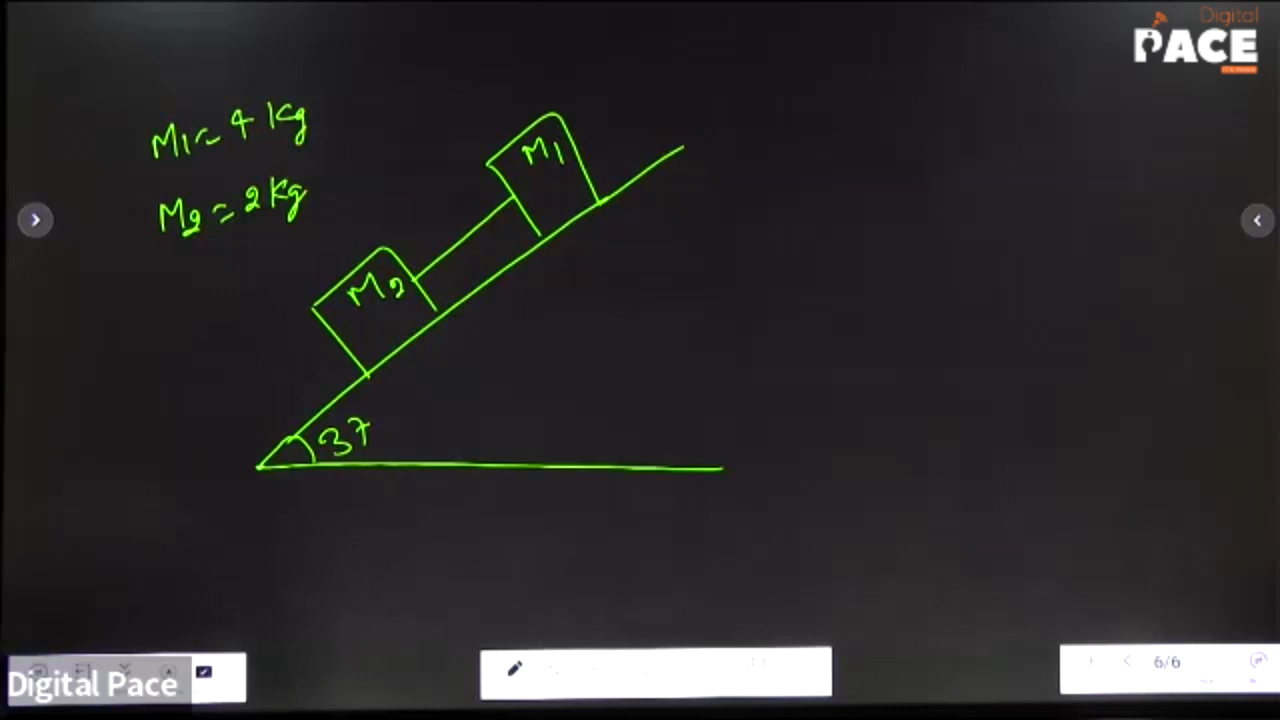 Digital
PACE
M1 = 4 Kg
M2 = 2 Kg
M1
M2
37
6/6
Digital Pace